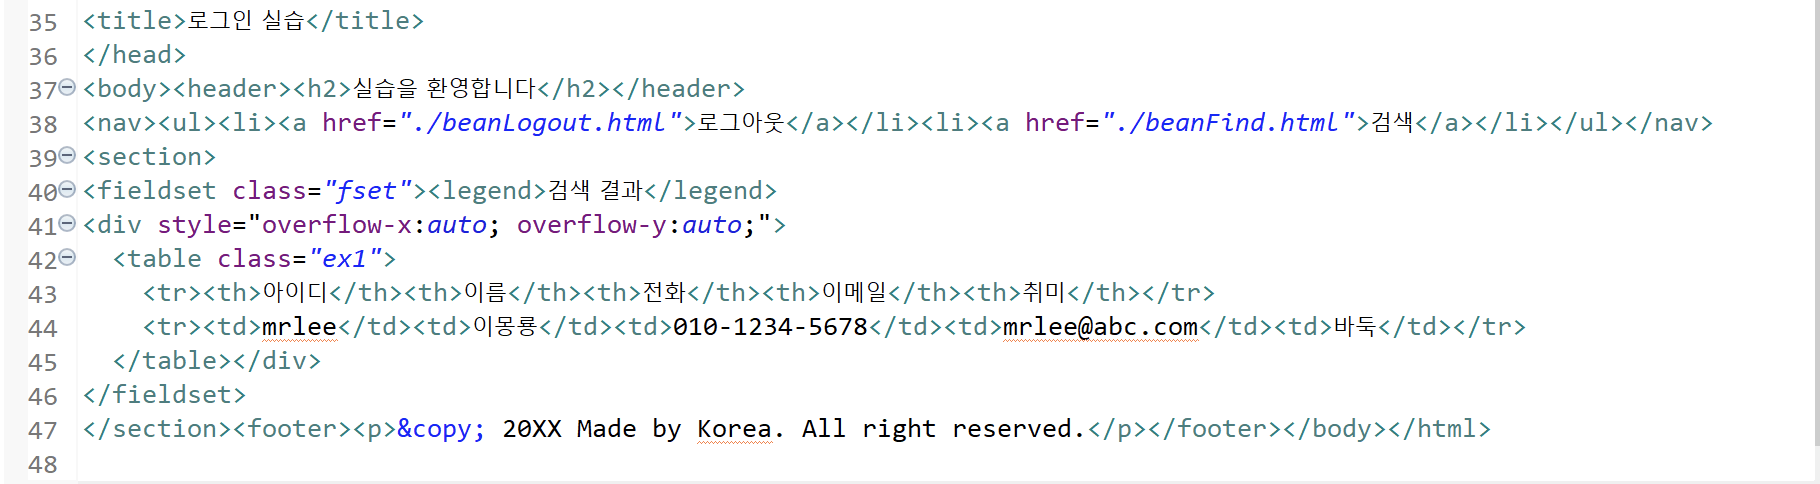 35 <title>로그인 실습</title>
36 </head>
37 <body><header><h2>실습을 환영합니다</h2></header>
38 <nav><ul><li><a href="./beanLogout.html">로그아웃</a></li><li><a href="./beanFind.html">검색</a></li></ul></nav>
39 <section>
40 <fieldset class="fset"><legend>검색 결과</legend>
41 <div style="overflow-x:auto; overflow-y:auto;">
42   <table class="ex1">
43     <tr><th>아이디</th><th>이름</th><th>전화</th><th>이메일</th><th>취미</th></tr>
44     <tr><td>mrlee</td><td>이몽룡</td><td>010-1234-5678</td><td>mrlee@abc.com</td><td>바둑</td></tr>
45   </table></div>
46 </fieldset>
47 </section><footer><p>&copy; 20XX Made by Korea. All right reserved.</p></footer></body></html>
48